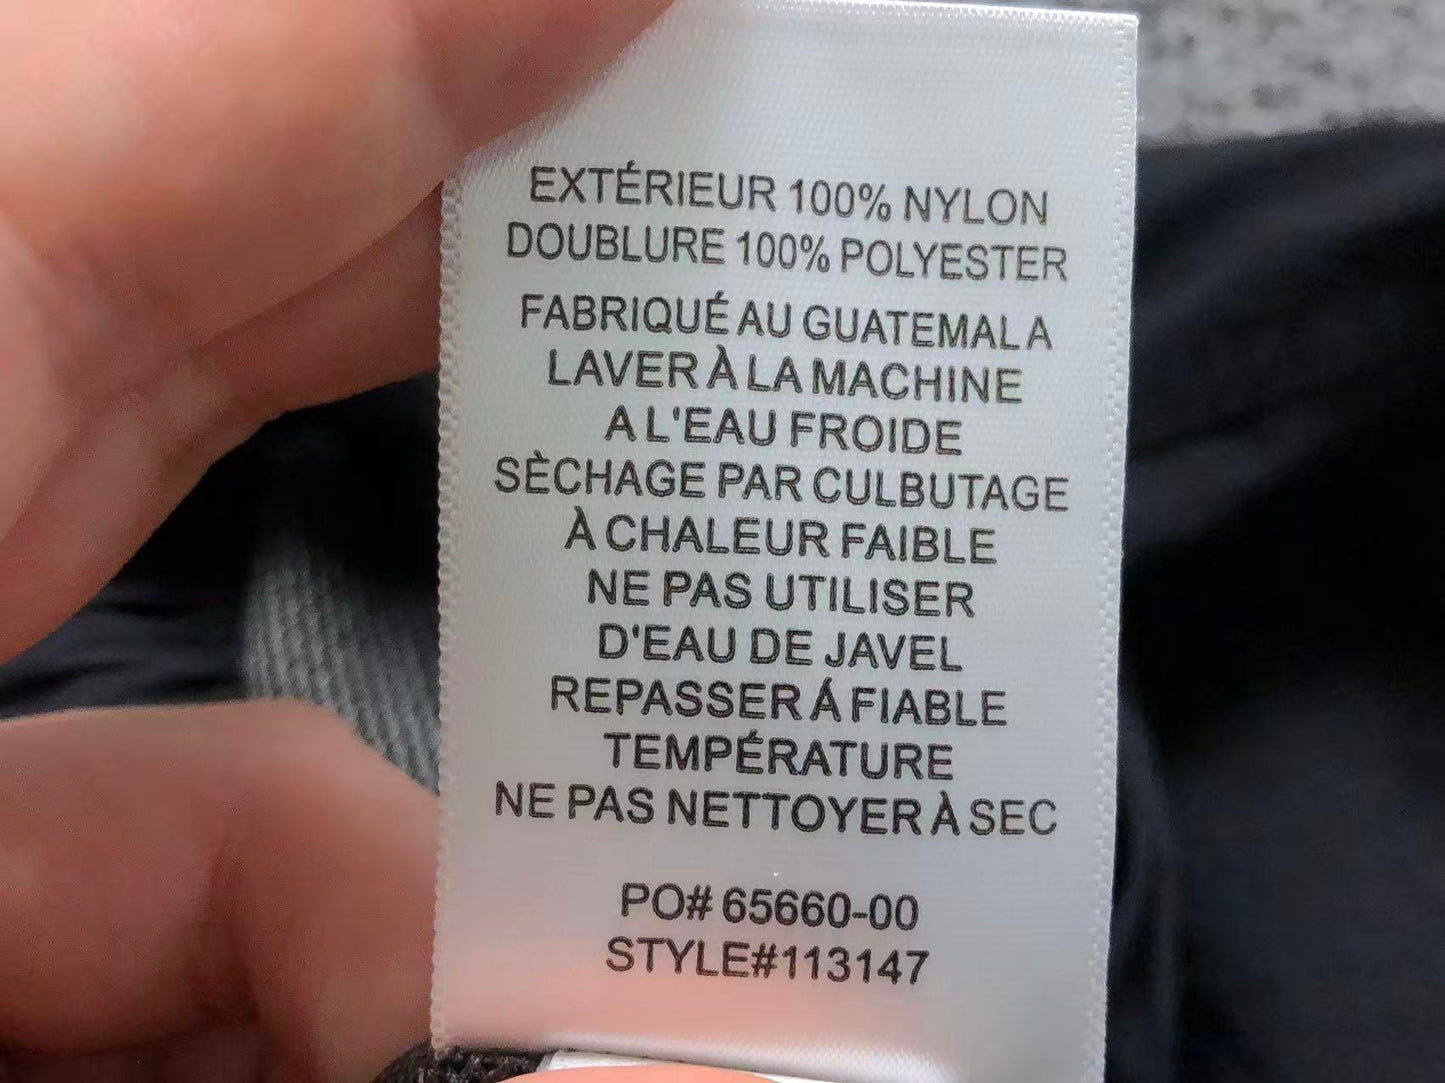 EXTÉRIEUR 100% NYLON
DOUBLURE 100% POLYESTER
FABRIQUÉ AU GUATEMALA
LAVER À LA MACHINE
A L'EAU FROIDE
SÈCHAGE PAR CULBUTAGE
À CHALEUR FAIBLE
NE PAS UTILISER
D'EAU DE JAVEL
REPASSER Á FIABLE
TEMPÉRATURE
NE PAS NETTOYER À SEC
PO# 65660-00
STYLE#113147